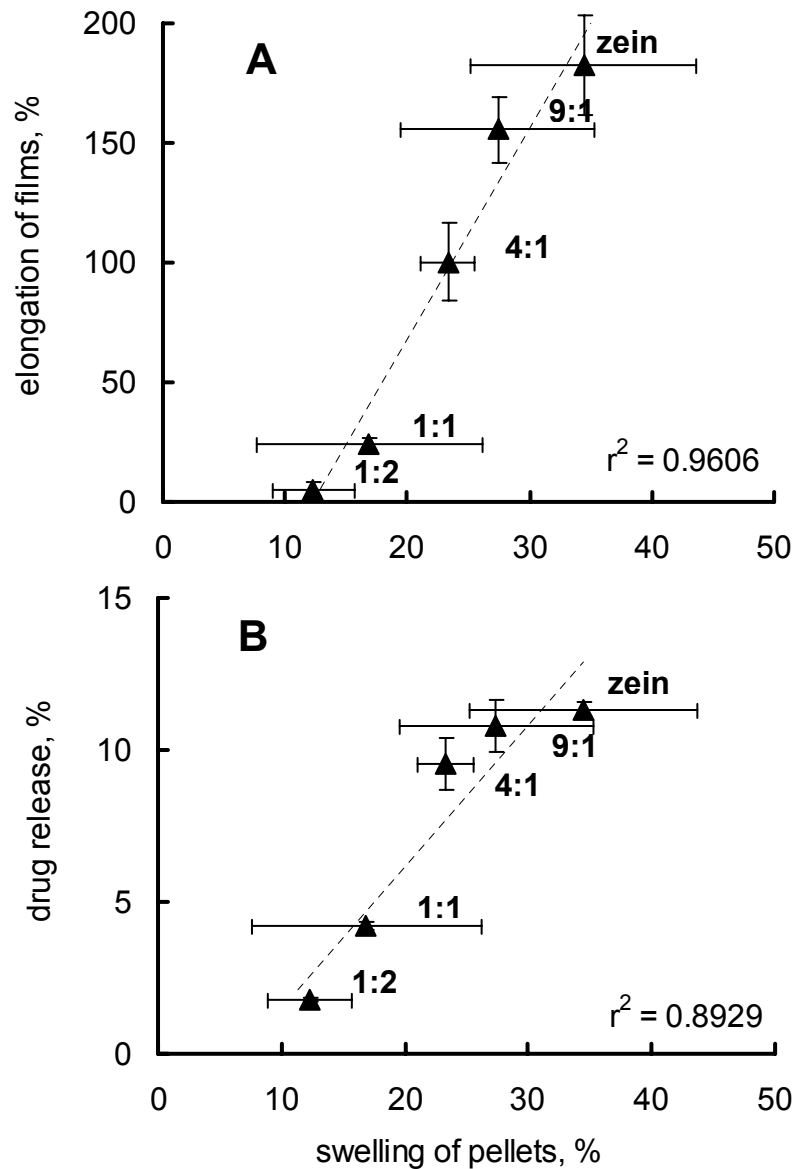 200
A
zein
150
9:1
elongation of films, %
100
4:1
50
1:1
1:2
r² = 0.9606
0
0 10 20 30 40 50
15
B
zein
10
9:1
4:1
drug release, %
5
1:1
1:2
r² = 0.8929
0
0 10 20 30 40 50
swelling of pellets, %